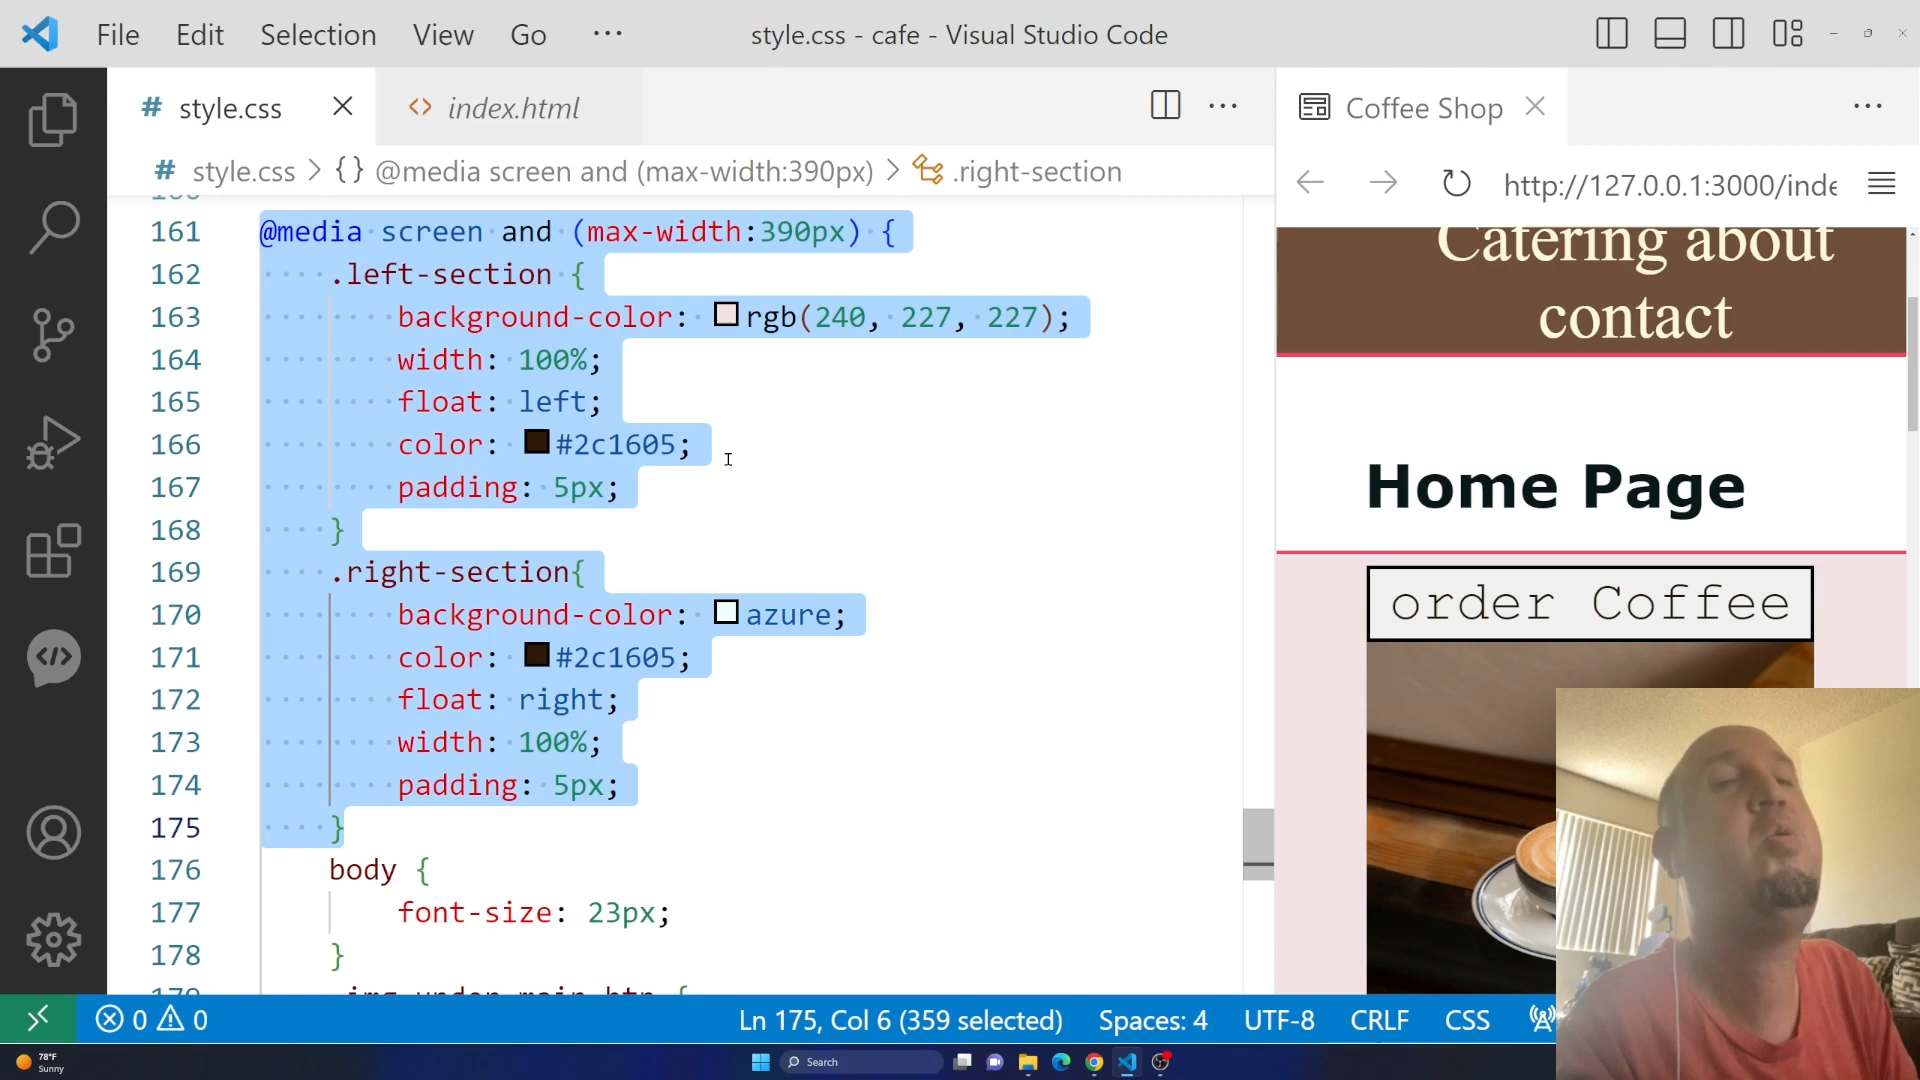 File Edit Selection View Go ···
style.css - cafe - Visual Studio Code
# style.css
<> index.html
Coffee Shop
# style.css > {} @media screen and (max-width:390px) > .right-section
http://127.0.0.1:3000/inde
161 @media screen and (max-width:390px) {
162 .left-section {
163 background-color: rgb(240, 227, 227);
164 width: 100%;
165 float: left;
166 color: #2c1605;
167 padding: 5px;
168 }
169 .right-section{
170 background-color: azure;
171 color: #2c1605;
172 float: right;
173 width: 100%;
174 padding: 5px;
175 }
176 body {
177 font-size: 23px;
178 }
Catering about
contact
Home Page
order Coffee
0 0
Ln 175, Col 6 (359 selected) Spaces: 4 UTF-8 CRLF CSS
78°F
Sunny
Search